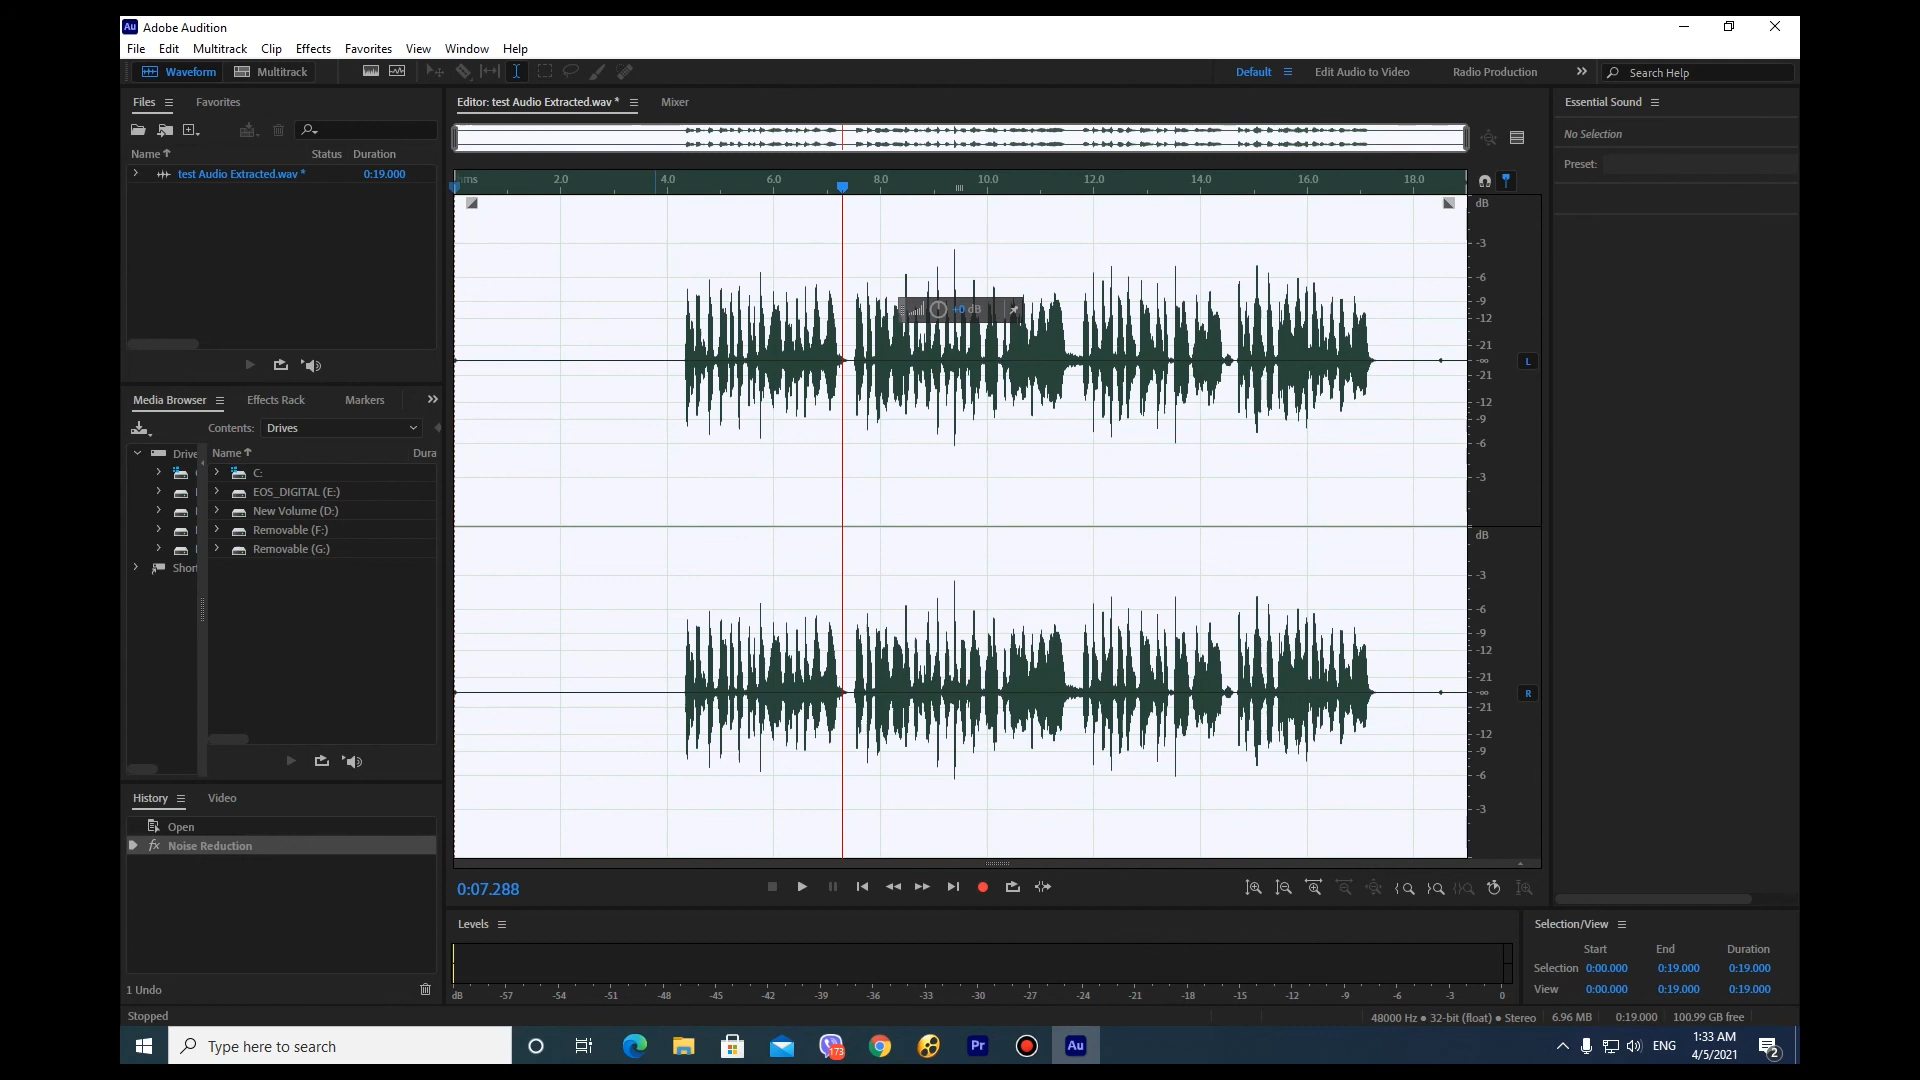 Au Adobe Audition
File Edit Multitrack Clip Effects Favorites View Window Help
Waveform Multitrack Default Edit Audio to Video Radio Production Search Help
Files Favorites
Name Status Duration
test Audio Extracted.wav * 0:19.000
Editor: test Audio Extracted.wav * Mixer
2.0 4.0 6.0 8.0 10.0 12.0 14.0 16.0 18.0
dB
-3
-6
-9
-12
-21
-∞
-21
-12
-9
-6
-3
L
+0 dB
dB
-3
-6
-9
-12
-21
-∞
-21
-12
-9
-6
-3
R
Essential Sound
No Selection
Preset:
Media Browser Effects Rack Markers
Contents: Drives
Drive Name Dura
C:
EOS_DIGITAL (E:)
New Volume (D:)
Removable (F:)
Removable (G:)
Shor
History Video
Open
fx Noise Reduction
1 Undo
0:07.288
Levels
dB -57 -54 -51 -48 -45 -42 -39 -36 -33 -30 -27 -24 -21 -18 -15 -12 -9 -6 -3 0
Selection/View
Start End Duration
Selection 0:00.000 0:19.000 0:19.000
View 0:00.000 0:19.000 0:19.000
Stopped
48000 Hz ● 32-bit (float) ● Stereo 6.96 MB 0:19.000 100.99 GB free
Type here to search
173
Pr
Au
ENG
1:33 AM
4/5/2021
2